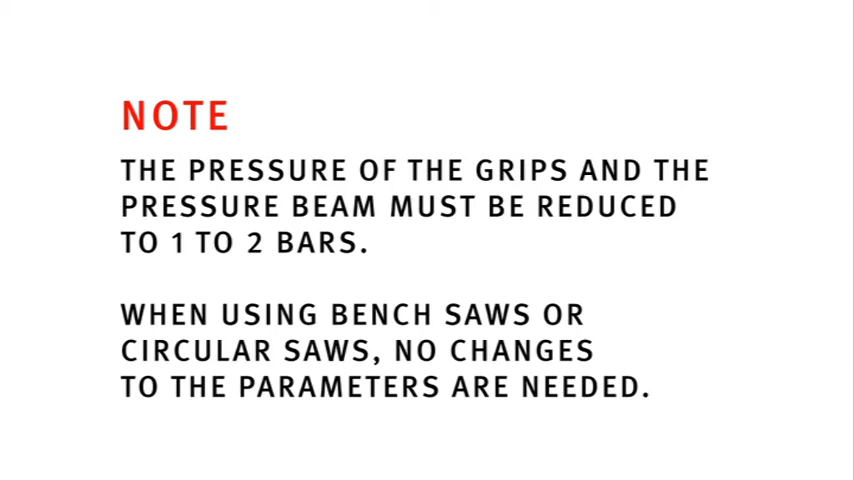 NOTE
THE PRESSURE OF THE GRIPS AND THE
PRESSURE BEAM MUST BE REDUCED
TO 1 TO 2 BARS.
WHEN USING BENCH SAWS OR
CIRCULAR SAWS, NO CHANGES
TO THE PARAMETERS ARE NEEDED.